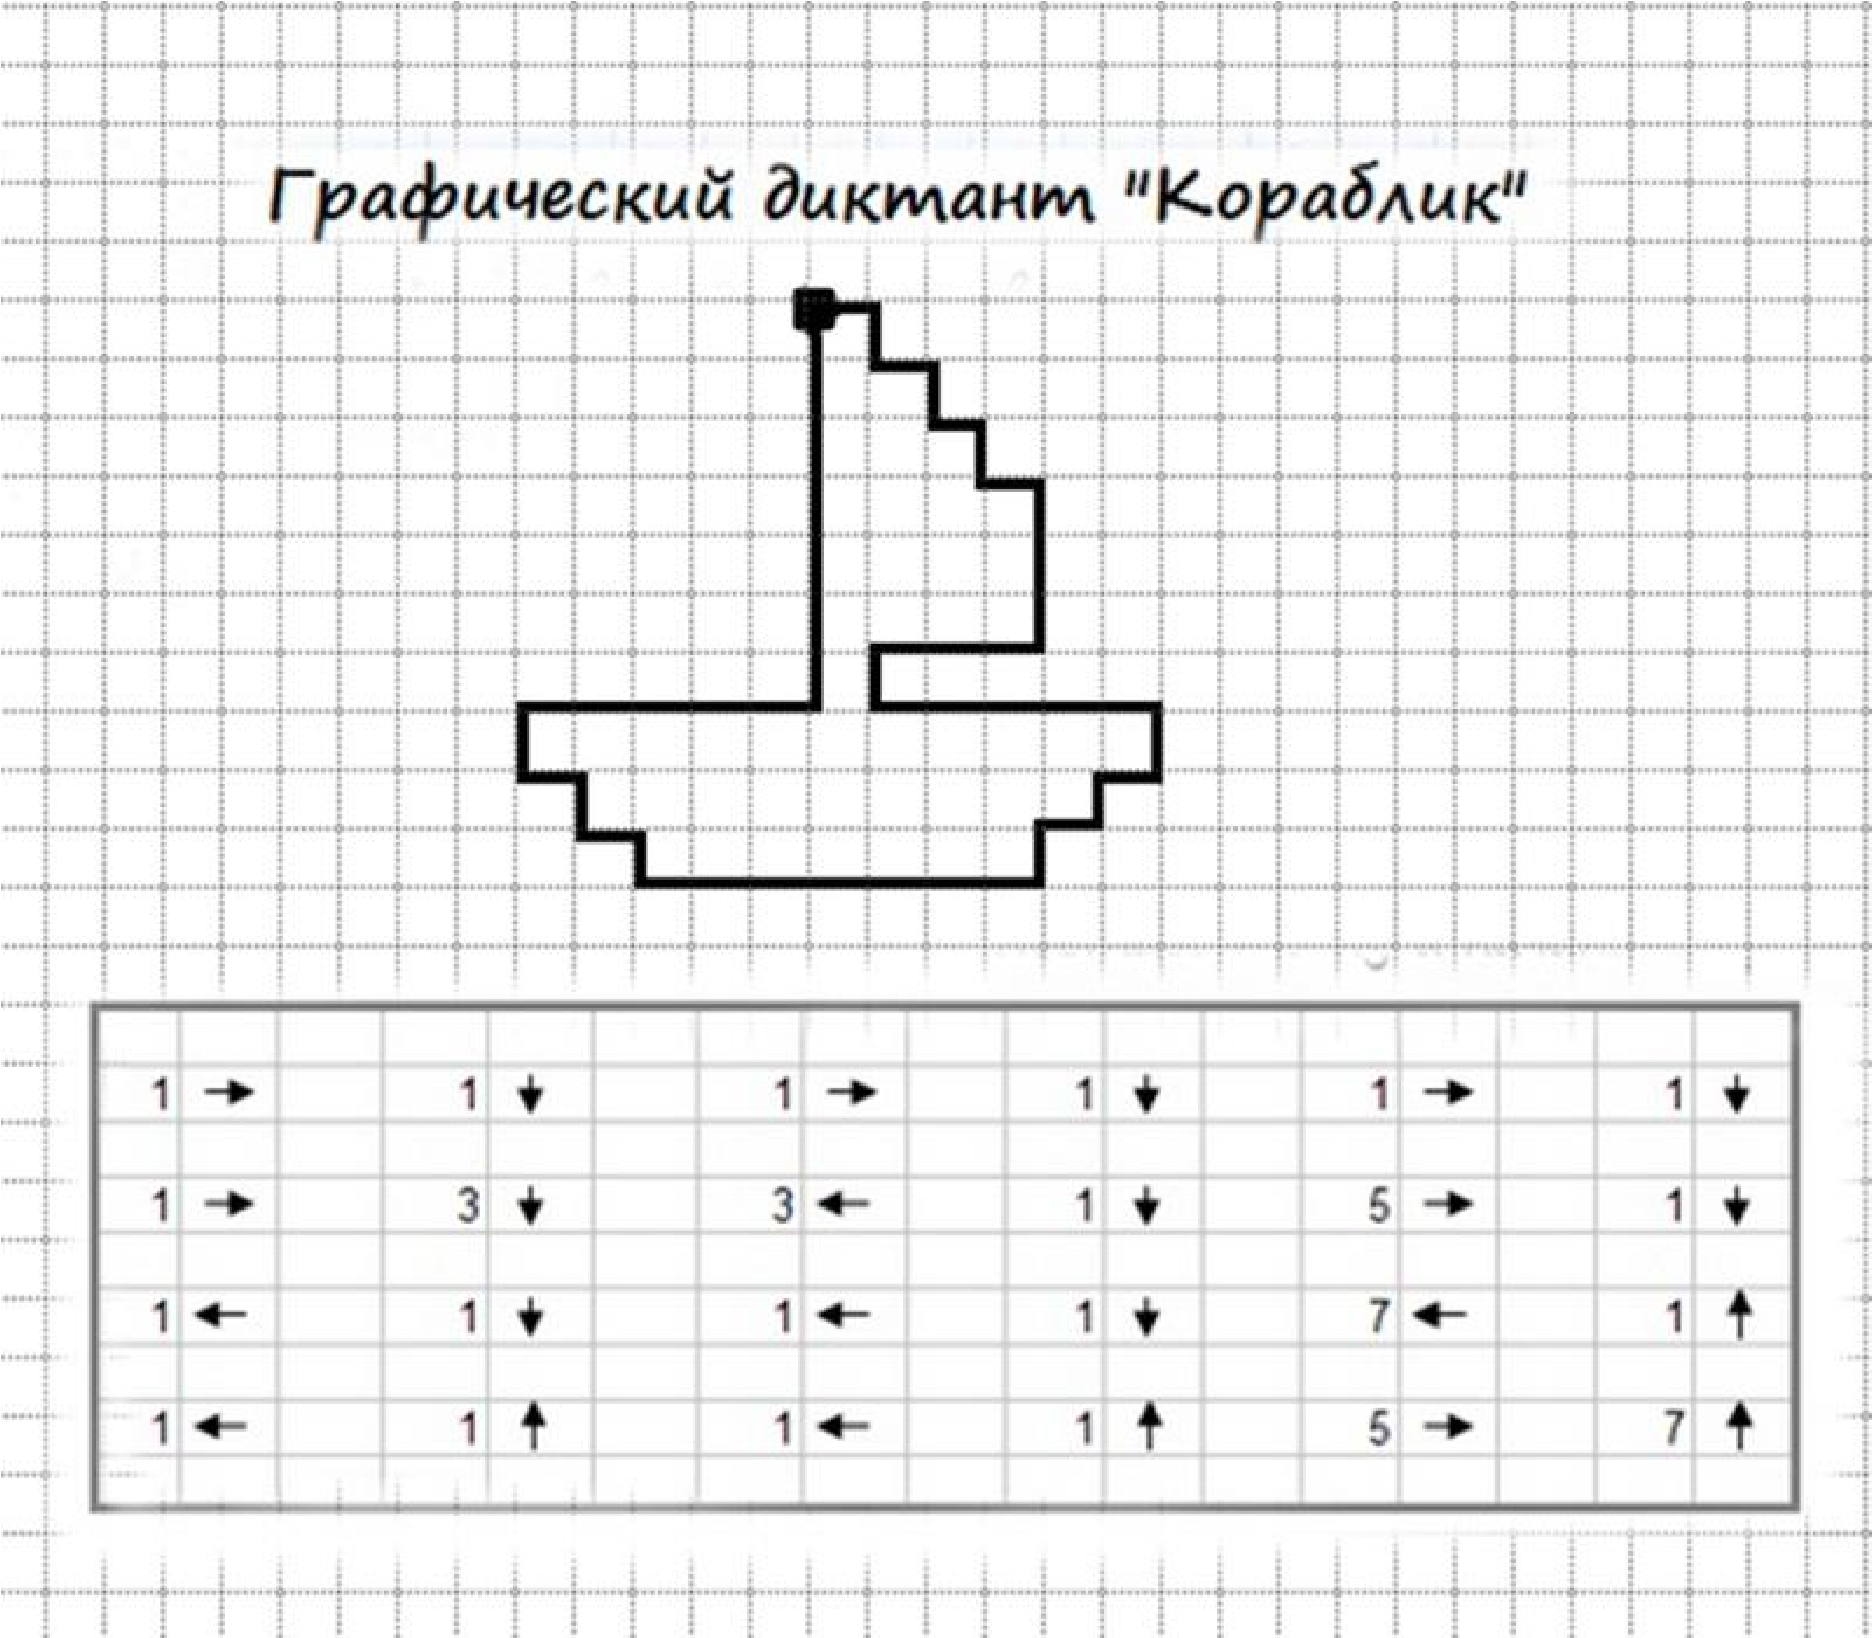 Графический диктант "Кораблик"
1 → 1 ↓ 1 → 1 ↓ 1 → 1 ↓
1 → 3 ↓ 3 ← 1 ↓ 5 → 1 ↓
1 ← 1 ↓ 1 ← 1 ↓ 7 ← 1 ↑
1 ← 1 ↑ 1 ← 1 ↑ 5 → 7 ↑